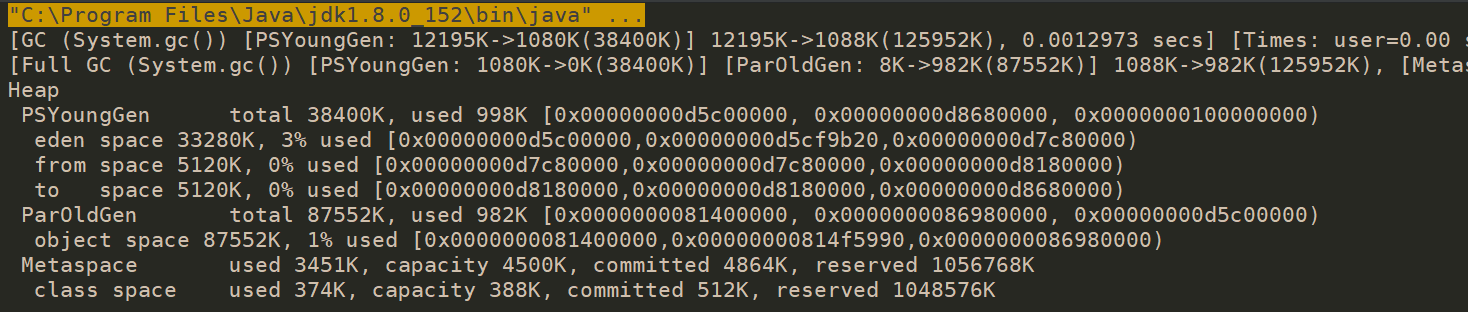 "C:\Program Files\Java\jdk1.8.0_152\bin\java" ...
[GC (System.gc()) [PSYoungGen: 12195K->1080K(38400K)] 12195K->1088K(125952K), 0.0012973 secs] [Times: user=0.00 s
[Full GC (System.gc()) [PSYoungGen: 1080K->0K(38400K)] [ParOldGen: 8K->982K(87552K)] 1088K->982K(125952K), [Metas
Heap
PSYoungGen      total 38400K, used 998K [0x00000000d5c00000, 0x00000000d8680000, 0x0000000100000000)
eden space 33280K, 3% used [0x00000000d5c00000,0x00000000d5cf9b20,0x00000000d7c80000)
from space 5120K, 0% used [0x00000000d7c80000,0x00000000d7c80000,0x00000000d8180000)
to   space 5120K, 0% used [0x00000000d8180000,0x00000000d8180000,0x00000000d8680000)
ParOldGen       total 87552K, used 982K [0x0000000081400000, 0x0000000086980000, 0x00000000d5c00000)
object space 87552K, 1% used [0x0000000081400000,0x00000000814f5990,0x0000000086980000)
Metaspace       used 3451K, capacity 4500K, committed 4864K, reserved 1056768K
class space    used 374K, capacity 388K, committed 512K, reserved 1048576K